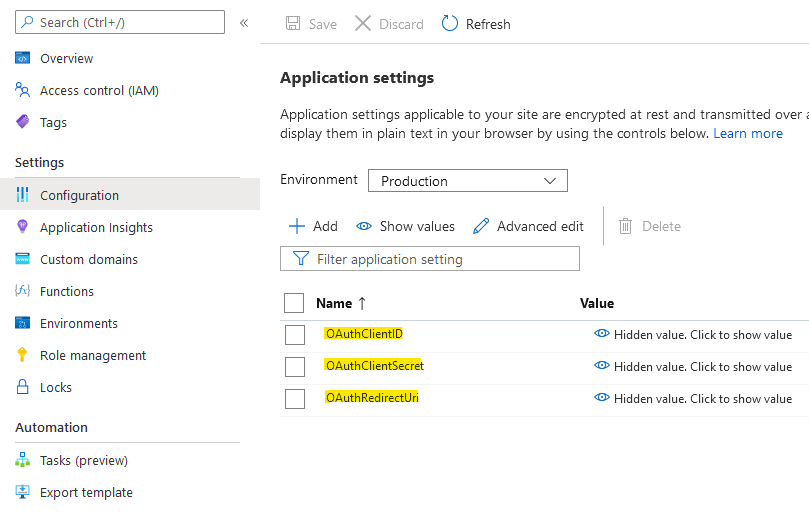 Search (Ctrl+/)
«
Overview
Access control (IAM)
Tags
Settings
Configuration
Application Insights
Custom domains
Functions
Environments
Role management
Locks
Automation
Tasks (preview)
Export template
Save Discard Refresh
Application settings
Application settings applicable to your site are encrypted at rest and transmitted over a
display them in plain text in your browser by using the controls below. Learn more
Environment Production
Add Show values Advanced edit Delete
Filter application setting
Name ↑ Value
OAuthClientID Hidden value. Click to show value
OAuthClientSecret Hidden value. Click to show value
OAuthRedirectUri Hidden value. Click to show value